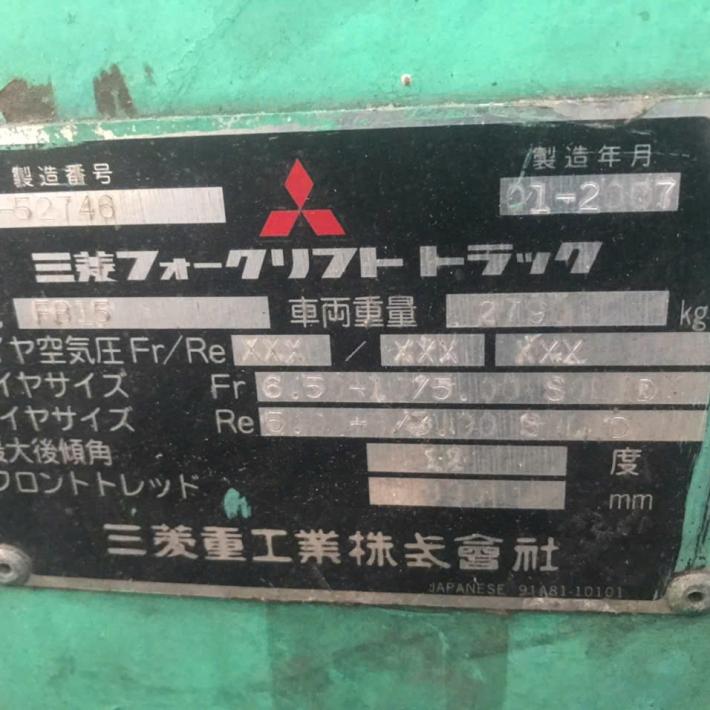 製造番号 製造年月
-52746 01-2007
三菱フォークリフト トラック
FB15 車両重量 279 kg
イヤ空気圧 Fr/Re XXX / XXX XXX
イヤサイズ Fr 6.5
イヤサイズ Re
最大後傾角 度
フロントトレッド mm
三菱重工業株式會社
JAPANESE 91A81-10101